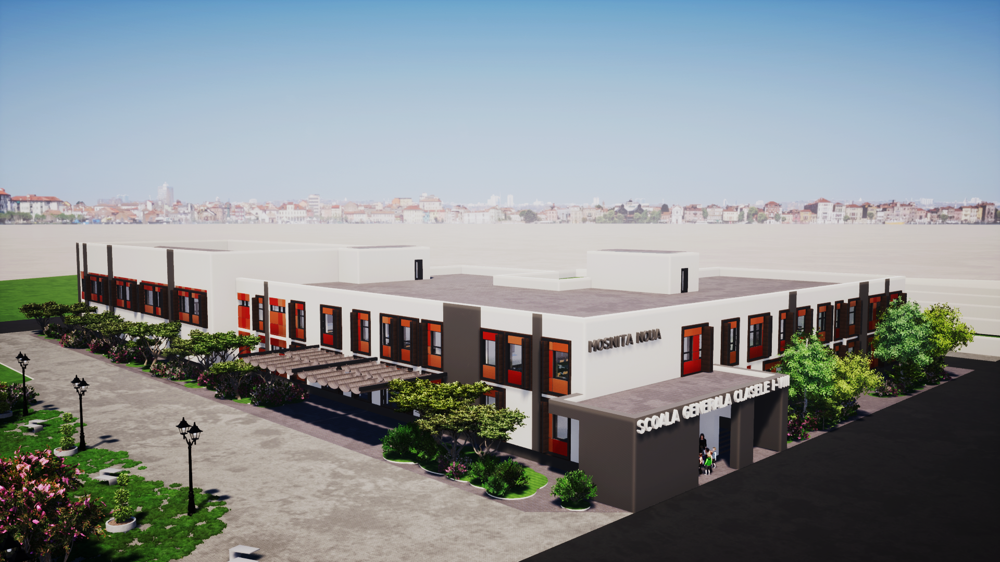 MOSNITA NOUA
SCOALA GENERALA CLASELE I-VIII